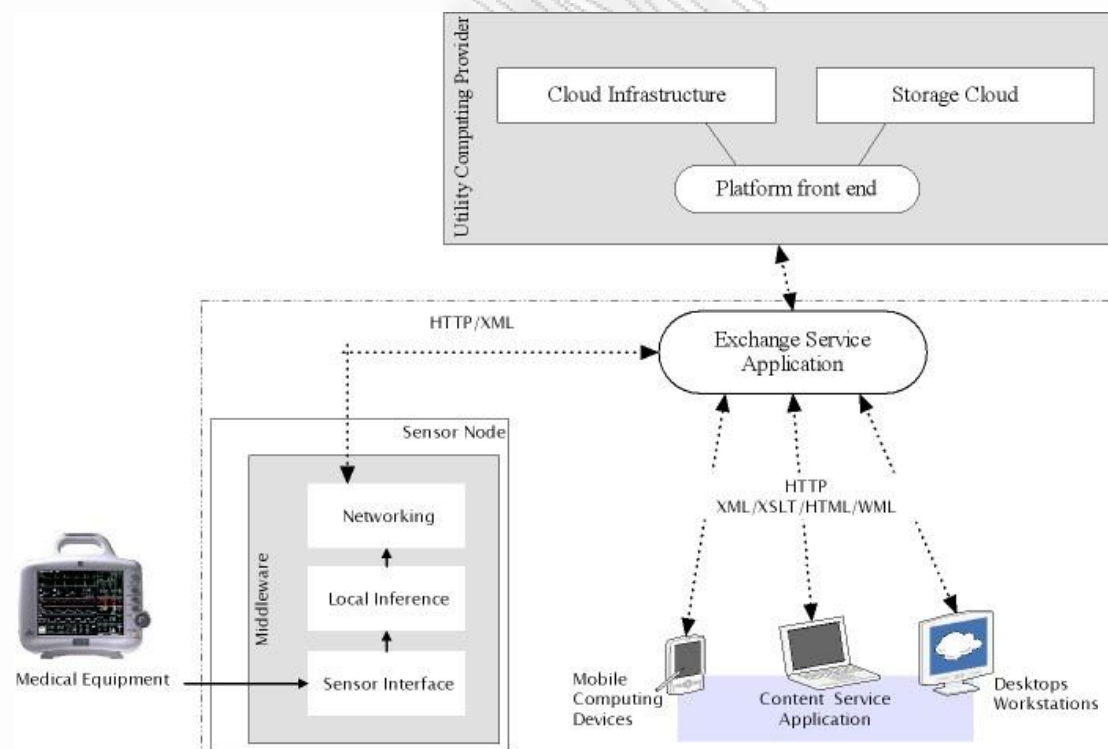 Utility Computing Provider
Cloud Infrastructure
Storage Cloud
Platform front end
HTTP/XML
Exchange Service
Application
Sensor Node
Middleware
Networking
Local Inference
Sensor Interface
Medical Equipment
HTTP
XML/XSLT/HTML/WML
Mobile
Computing
Devices
Content Service
Application
Desktops
Workstations